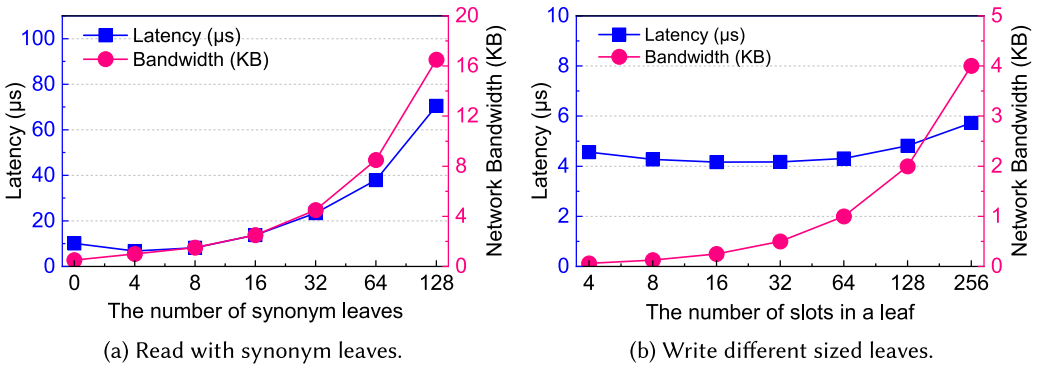 Latency (μs)
Bandwidth (KB)
100
80
60
40
20
0
Latency (μs)
20
16
12
8
4
0
Network Bandwidth (KB)
0 4 8 16 32 64 128
The number of synonym leaves
(a) Read with synonym leaves.
Latency (μs)
Bandwidth (KB)
10
8
6
4
2
0
Latency (μs)
5
4
3
2
1
0
Network Bandwidth (KB)
4 8 16 32 64 128 256
The number of slots in a leaf
(b) Write different sized leaves.